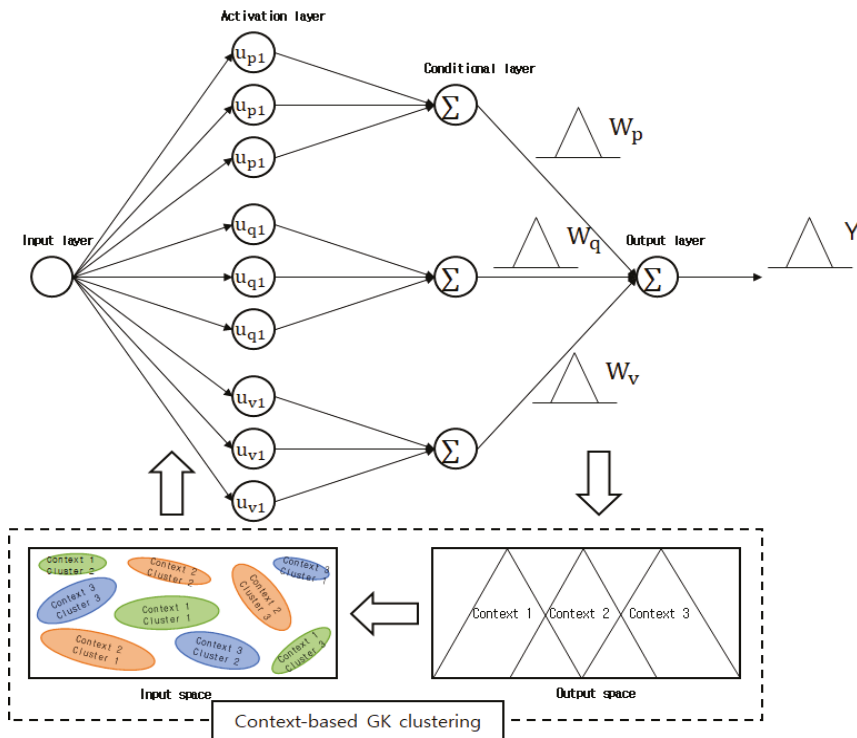 Activation layer
u_p1
Conditional layer
u_p1
Σ
W_p
u_p1
Input layer
u_q1
W_q
Output layer
Y
u_q1
Σ
Σ
u_q1
W_v
u_v1
u_v1
Σ
u_v1
Context 1
Cluster 2
Context 2
Cluster 2
Context 3
Cluster 1
Context 3
Cluster 3
Context 1
Cluster 1
Context 2
Cluster 3
Context 2
Cluster 1
Context 3
Cluster 2
Context 1
Cluster 3
Context 1
Context 2
Context 3
Input space
Output space
Context-based GK clustering